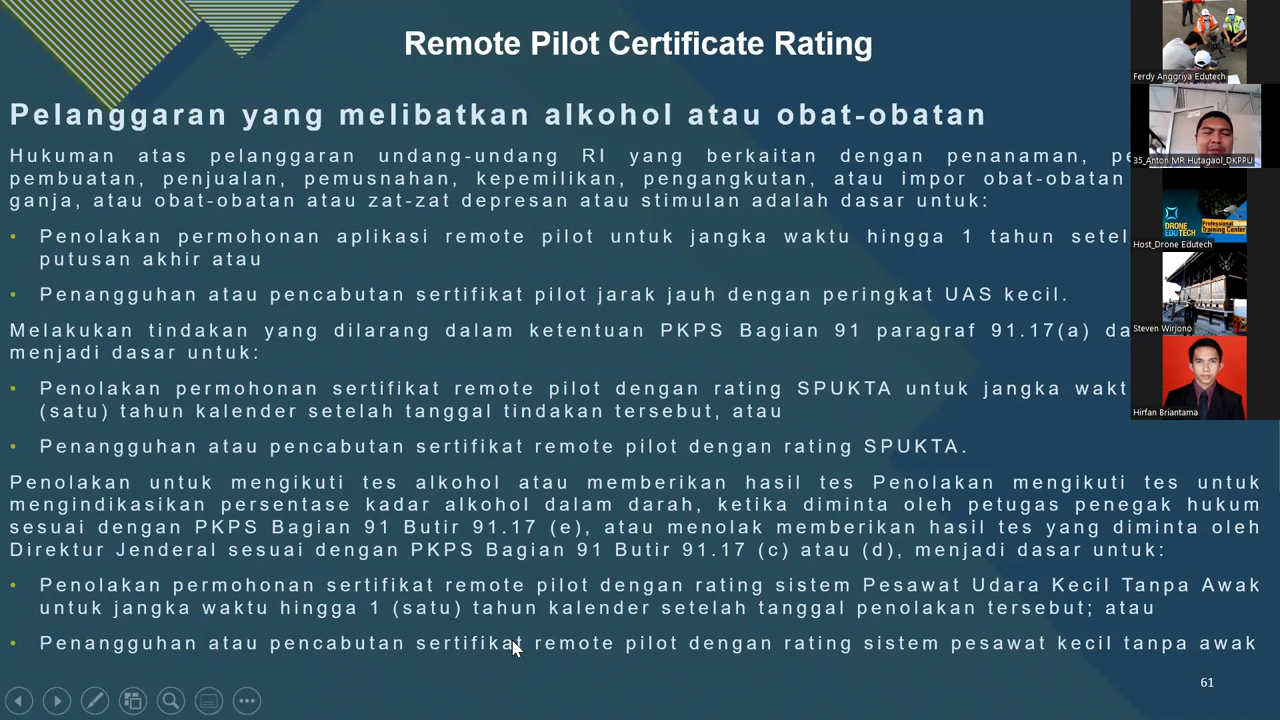 Remote Pilot Certificate Rating
Pelanggaran yang melibatkan alkohol atau obat-obatan
Hukuman atas pelanggaran undang-undang RI yang berkaitan dengan penanaman,
pembuatan, penjualan, pemusnahan, kepemilikan, pengangkutan, atau impor obat-obatan
ganja, atau obat-obatan atau zat-zat depresan atau stimulan adalah dasar untuk:
• Penolakan permohonan aplikasi remote pilot untuk jangka waktu hingga 1 tahun
putusan akhir atau
• Penangguhan atau pencabutan sertifikat pilot jarak jauh dengan peringkat UAS kecil.
Melakukan tindakan yang dilarang dalam ketentuan PKPS Bagian 91 paragraf 91.17(a)
menjadi dasar untuk:
• Penolakan permohonan sertifikat remote pilot dengan rating SPUKTA untuk jangka
(satu) tahun kalender setelah tanggal tindakan tersebut, atau
• Penangguhan atau pencabutan sertifikat remote pilot dengan rating SPUKTA.
Penolakan untuk mengikuti tes alkohol atau memberikan hasil tes Penolakan mengikuti tes untuk
mengindikasikan persentase kadar alkohol dalam darah, ketika diminta oleh petugas penegak hukum
sesuai dengan PKPS Bagian 91 Butir 91.17 (e), atau menolak memberikan hasil tes yang diminta oleh
Direktur Jenderal sesuai dengan PKPS Bagian 91 Butir 91.17 (c) atau (d), menjadi dasar untuk:
• Penolakan permohonan sertifikat remote pilot dengan rating sistem Pesawat Udara Kecil Tanpa Awak
untuk jangka waktu hingga 1 (satu) tahun kalender setelah tanggal penolakan tersebut; atau
• Penangguhan atau pencabutan sertifikat remote pilot dengan rating sistem pesawat kecil tanpa awak
61
Ferdy Anggriya Edutech
35_Anton MR Hutagaol_DKPPU
DRONE
EDUTECH
Professional
Training Center
Host_Drone Edutech
Steven Wirjono
Hirfan Briantama